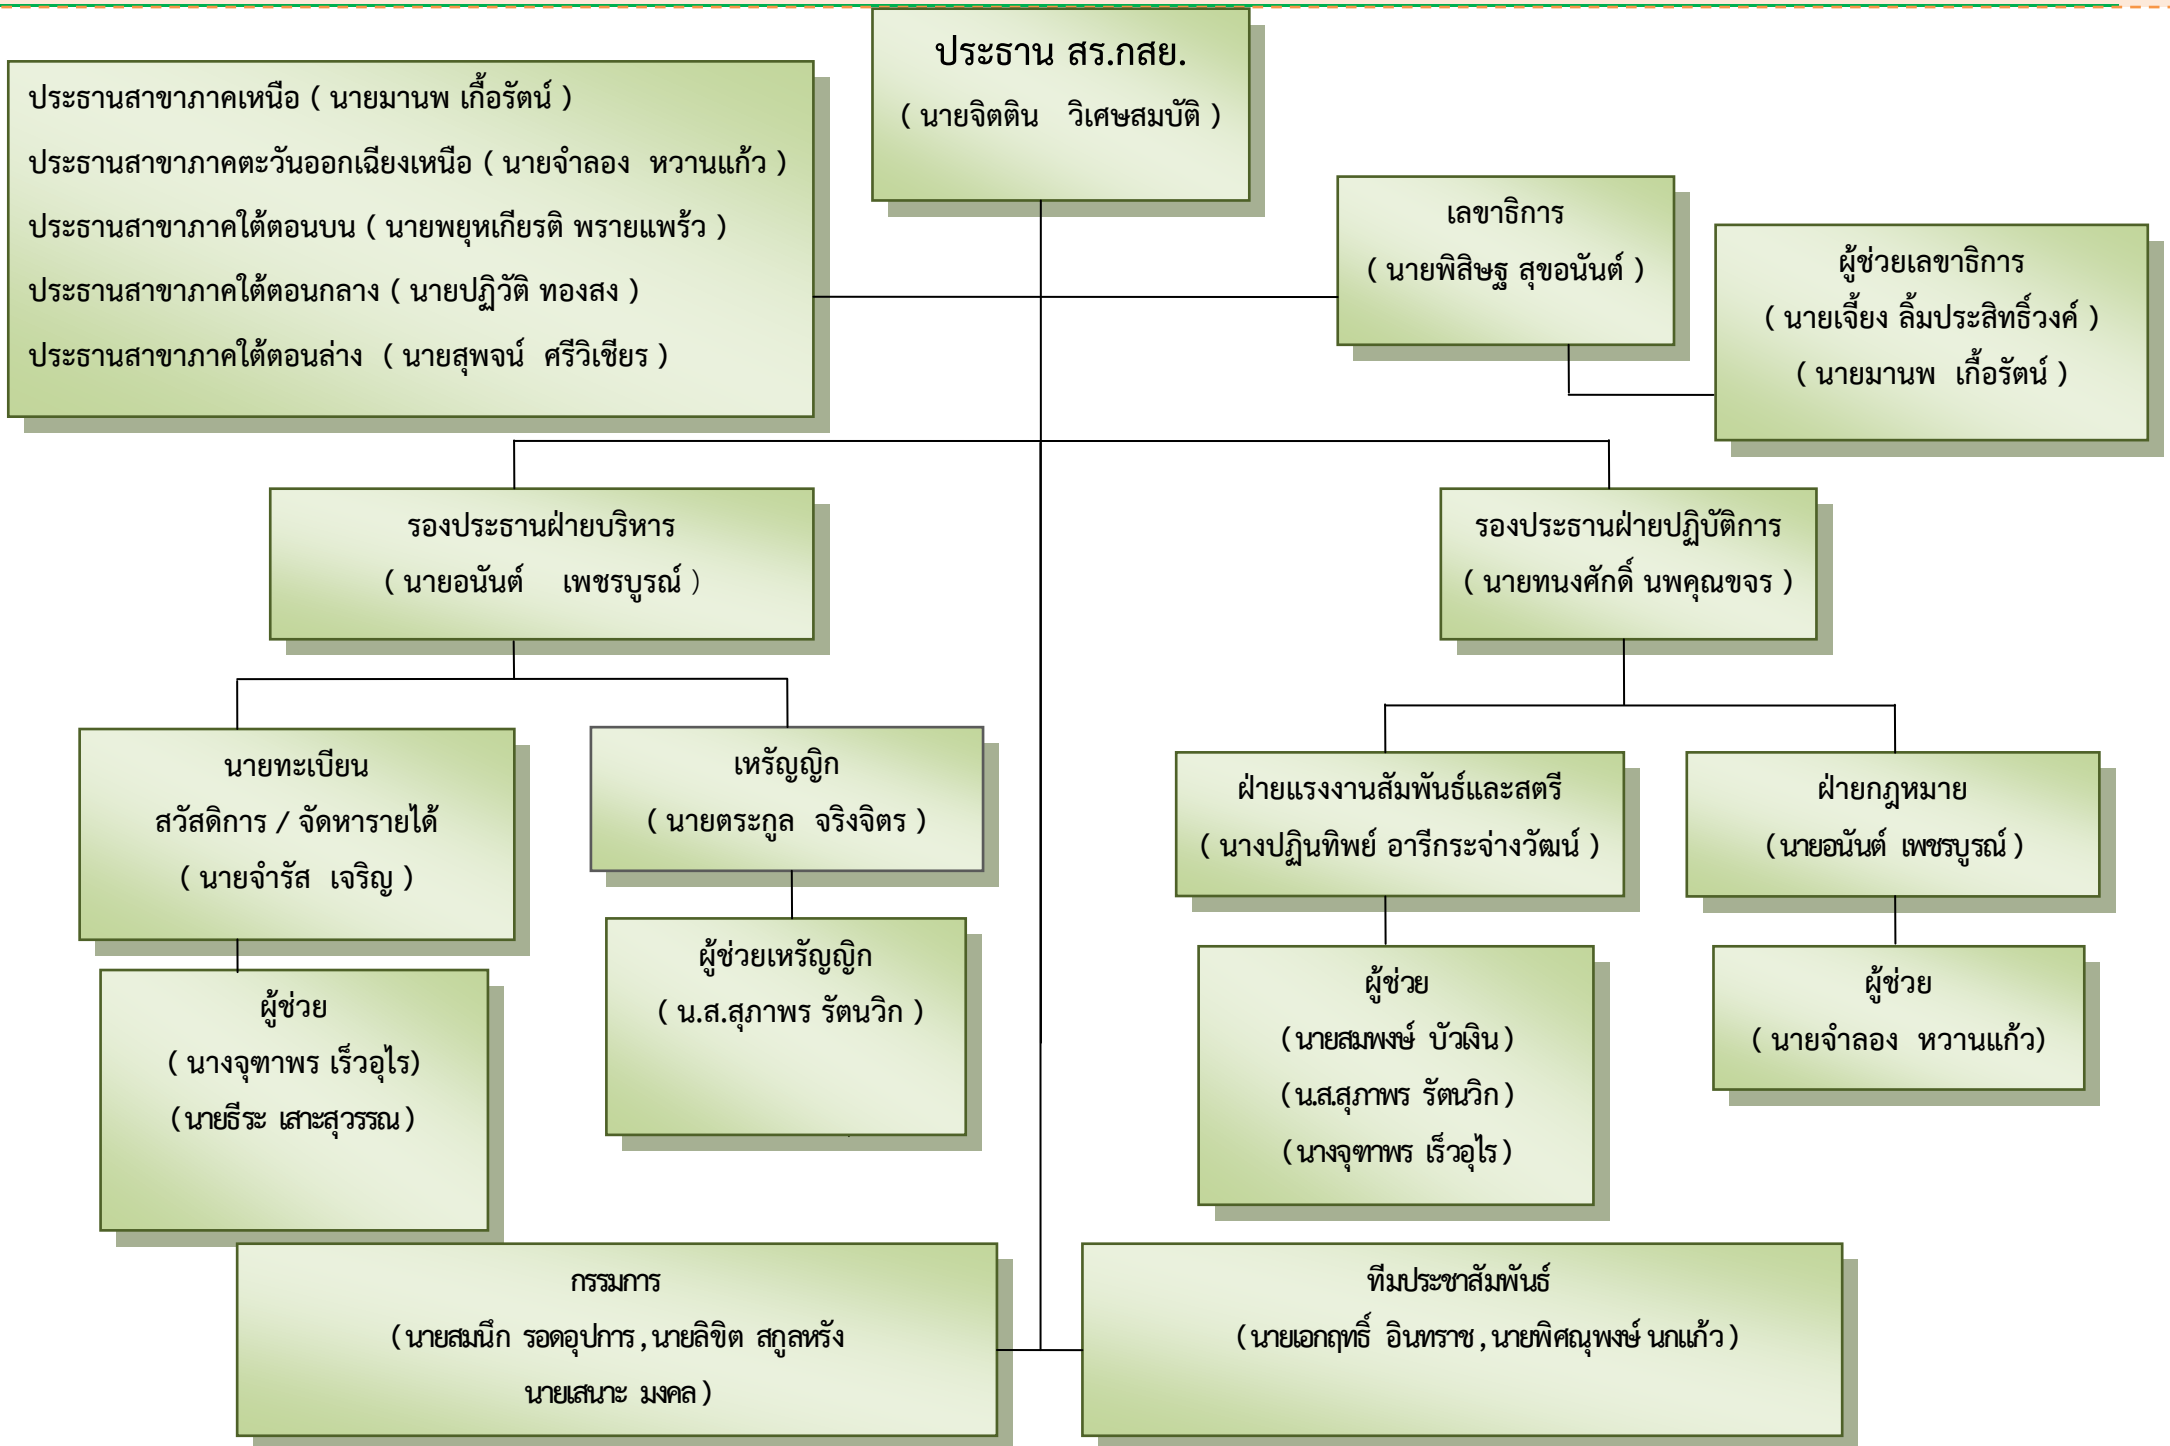 ประธาน สร.กสย.
( นายจิตติน วิเศษสมบัติ )
ประธานสาขาภาคเหนือ ( นายมานพ เกื้อรัตน์ )
ประธานสาขาภาคตะวันออกเฉียงเหนือ ( นายจำลอง หวานแก้ว )
ประธานสาขาภาคใต้ตอนบน ( นายพยุหเกียรติ พรายแพร้ว )
ประธานสาขาภาคใต้ตอนกลาง ( นายปฏิวัติ ทองสง )
ประธานสาขาภาคใต้ตอนล่าง ( นายสุพจน์ ศรีวิเชียร )
เลขาธิการ
( นายพิสิษฐ สุขอนันต์ )
ผู้ช่วยเลขาธิการ
( นายเจี้ยง ลิ้มประสิทธิ์วงค์ )
( นายมานพ เกื้อรัตน์ )
รองประธานฝ่ายบริหาร
( นายอนันต์ เพชรบูรณ์ )
รองประธานฝ่ายปฏิบัติการ
( นายทนงศักดิ์ นพคุณขจร )
นายทะเบียน
สวัสดิการ / จัดหารายได้
( นายจำรัส เจริญ )
เหรัญญิก
( นายตระกูล จริงจิตร )
ฝ่ายแรงงานสัมพันธ์และสตรี
( นางปฏินทิพย์ อารีกระจ่างวัฒน์ )
ฝ่ายกฎหมาย
(นายอนันต์ เพชรบูรณ์ )
ผู้ช่วย
( นางจุฑาพร เร็วอุไร)
(นายธีระ เสาะสุวรรณ )
ผู้ช่วยเหรัญญิก
( น.ส.สุภาพร รัตนวิก )
ผู้ช่วย
(นายสมพงษ์ บัวเงิน )
(น.ส.สุภาพร รัตนวิก )
(นางจุฑาพร เร็วอุไร )
ผู้ช่วย
( นายจำลอง หวานแก้ว)
กรรมการ
(นายสมนึก รอดอุปการ , นายลิขิต สกูลหรัง
นายเสนาะ มงคล )
ทีมประชาสัมพันธ์
(นายเอกฤทธิ์ อินทราช , นายพิศณุพงษ์ นกแก้ว )